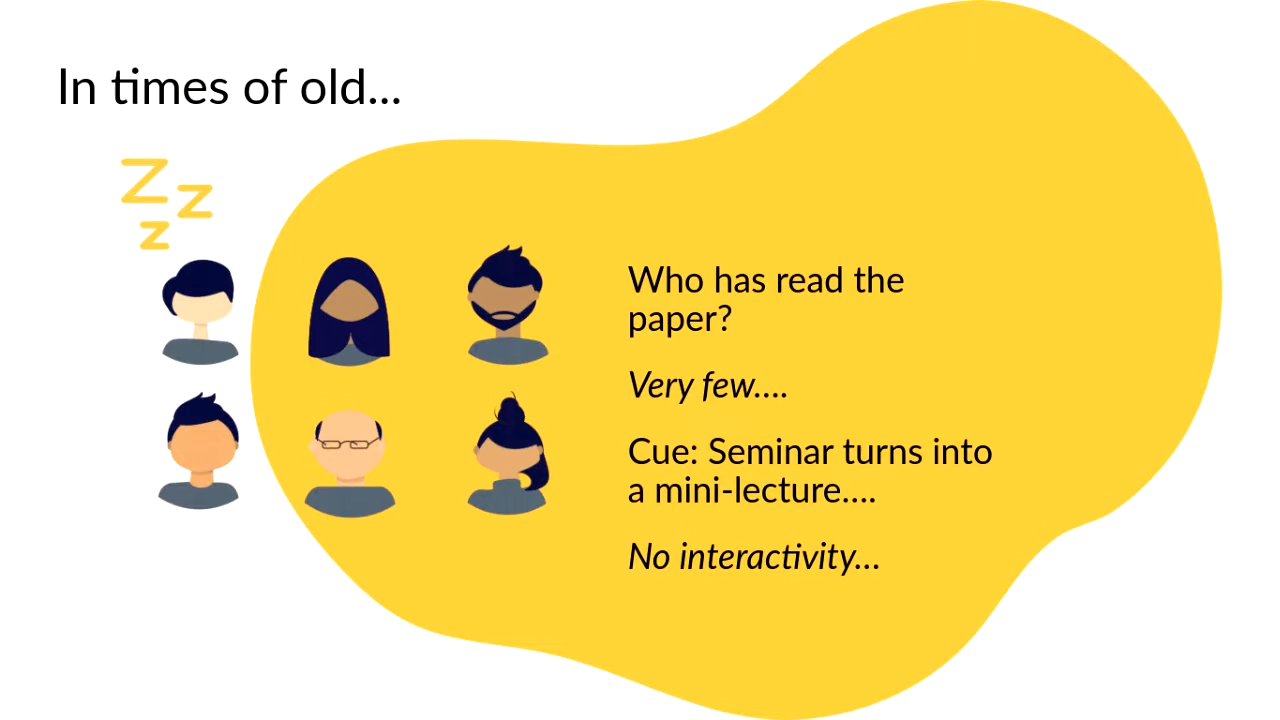 In times of old...
Z
Z
Z
Who has read the
paper?
Very few....
Cue: Seminar turns into
a mini-lecture....
No interactivity...